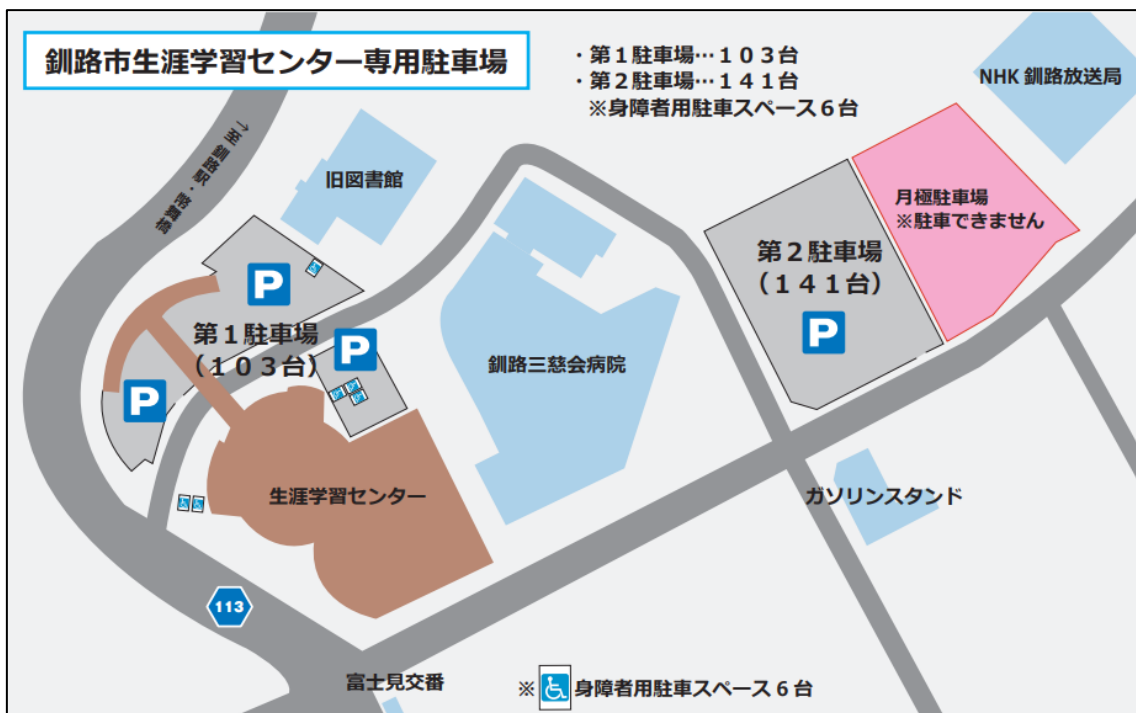 釧路市生涯学習センター専用駐車場
・第1駐車場…103台
・第2駐車場…141台
※身障者用駐車スペース6台
NHK 釧路放送局
↑至 釧路駅・幣舞橋
旧図書館
月極駐車場
※駐車できません
第2駐車場
(141台)
P
P
第1駐車場
(103台)
P
P
釧路三慈会病院
生涯学習センター
ガソリンスタンド
113
富士見交番
※身障者用駐車スペース6台